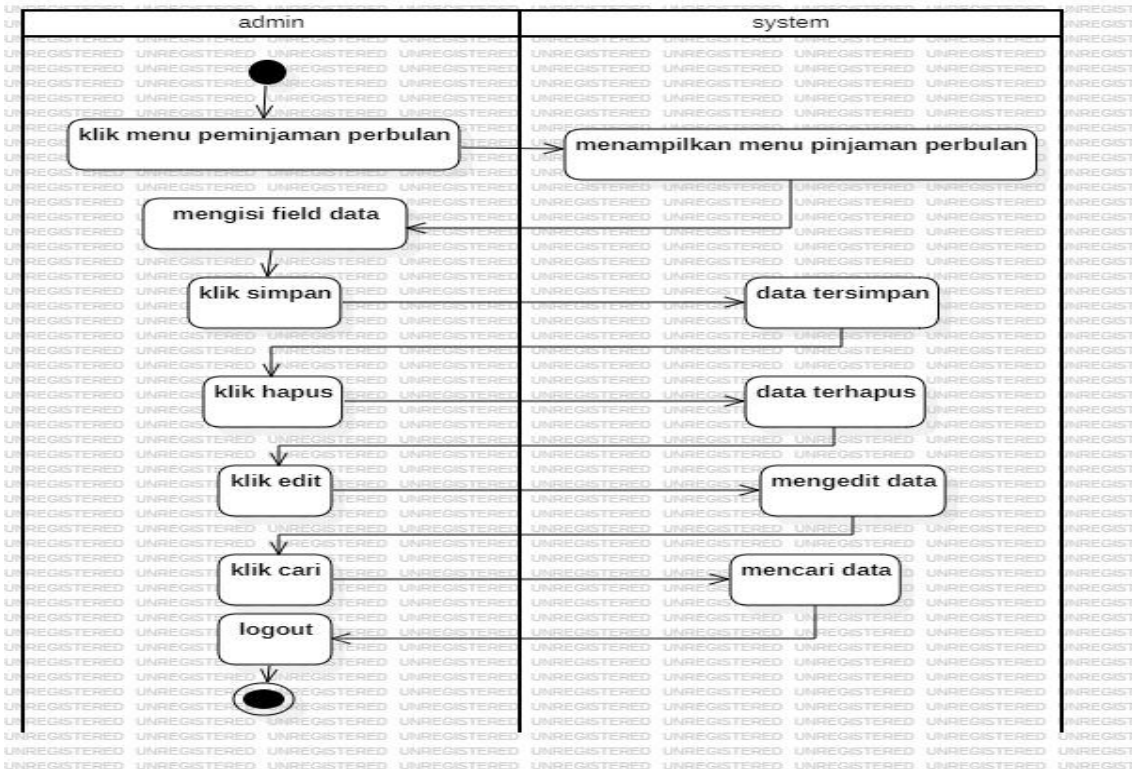 admin
system
klik menu peminjaman perbulan
menampilkan menu pinjaman perbulan
mengisi field data
klik simpan
data tersimpan
klik hapus
data terhapus
klik edit
mengedit data
klik cari
mencari data
logout
UNREGISTERED